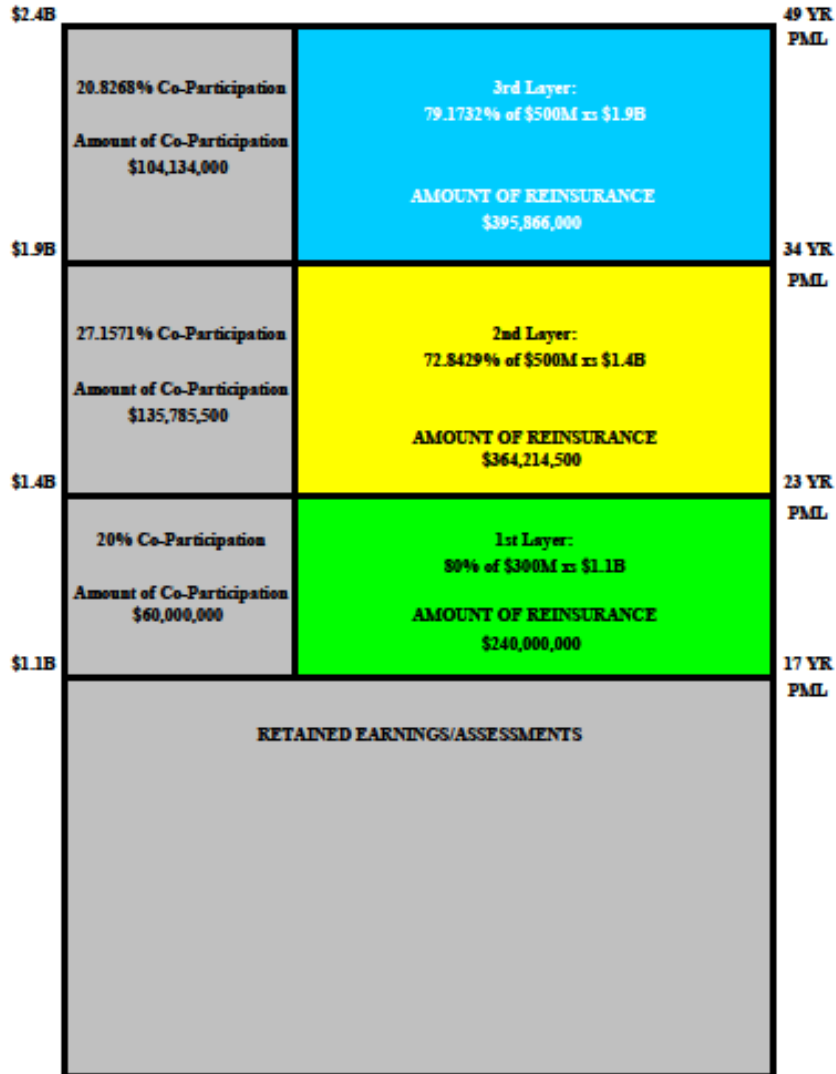 $2.4B
49 YR
PML
20.8268% Co-Participation
Amount of Co-Participation
$104,134,000
3rd Layer:
79.1732% of $500M xs $1.9B
AMOUNT OF REINSURANCE
$395,866,000
$1.9B
34 YR
PML
27.1571% Co-Participation
Amount of Co-Participation
$135,785,500
2nd Layer:
72.8429% of $500M xs $1.4B
AMOUNT OF REINSURANCE
$364,214,500
$1.4B
23 YR
PML
20% Co-Participation
Amount of Co-Participation
$60,000,000
1st Layer:
80% of $300M xs $1.1B
AMOUNT OF REINSURANCE
$240,000,000
$1.1B
17 YR
PML
RETAINED EARNINGS/ASSESSMENTS